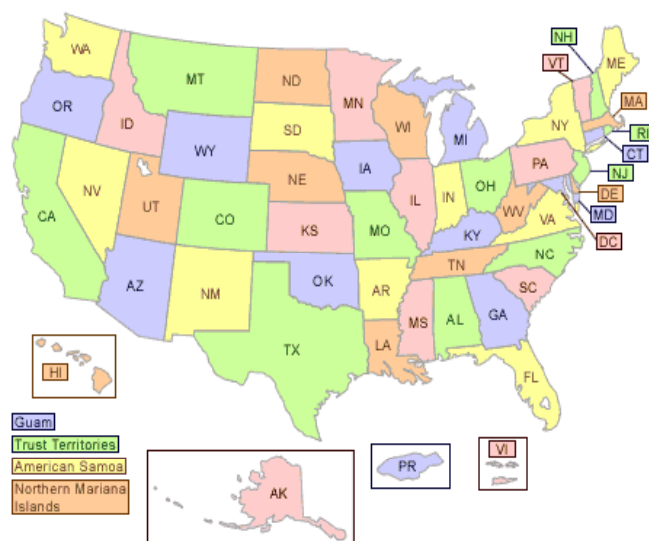 NH
WA
VT
ME
MT
ND
MN
MA
OR
ID
SD
WI
MI
NY
RI
WY
IA
PA
CT
NV
NE
IL
IN
OH
NJ
CA
UT
CO
KS
MO
WV
VA
DE
KY
MD
DC
AZ
NM
OK
AR
TN
NC
SC
TX
LA
MS
AL
GA
HI
FL
Guam
Trust Territories
American Samoa
Northern Mariana
Islands
AK
PR
VI